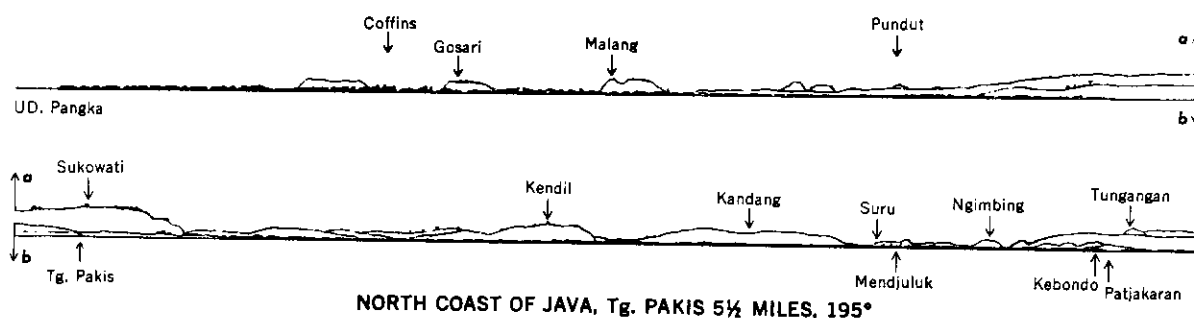 Coffins
Gosari
Malang
Pundut
a
UD. Pangka
b
a
Sukowati
Kendil
Kandang
Suru
Ngimbing
Tungangan
b
Tg. Pakis
Mendjuluk
Kebondo
Patjakaran
NORTH COAST OF JAVA, Tg. PAKIS 5½ MILES, 195°